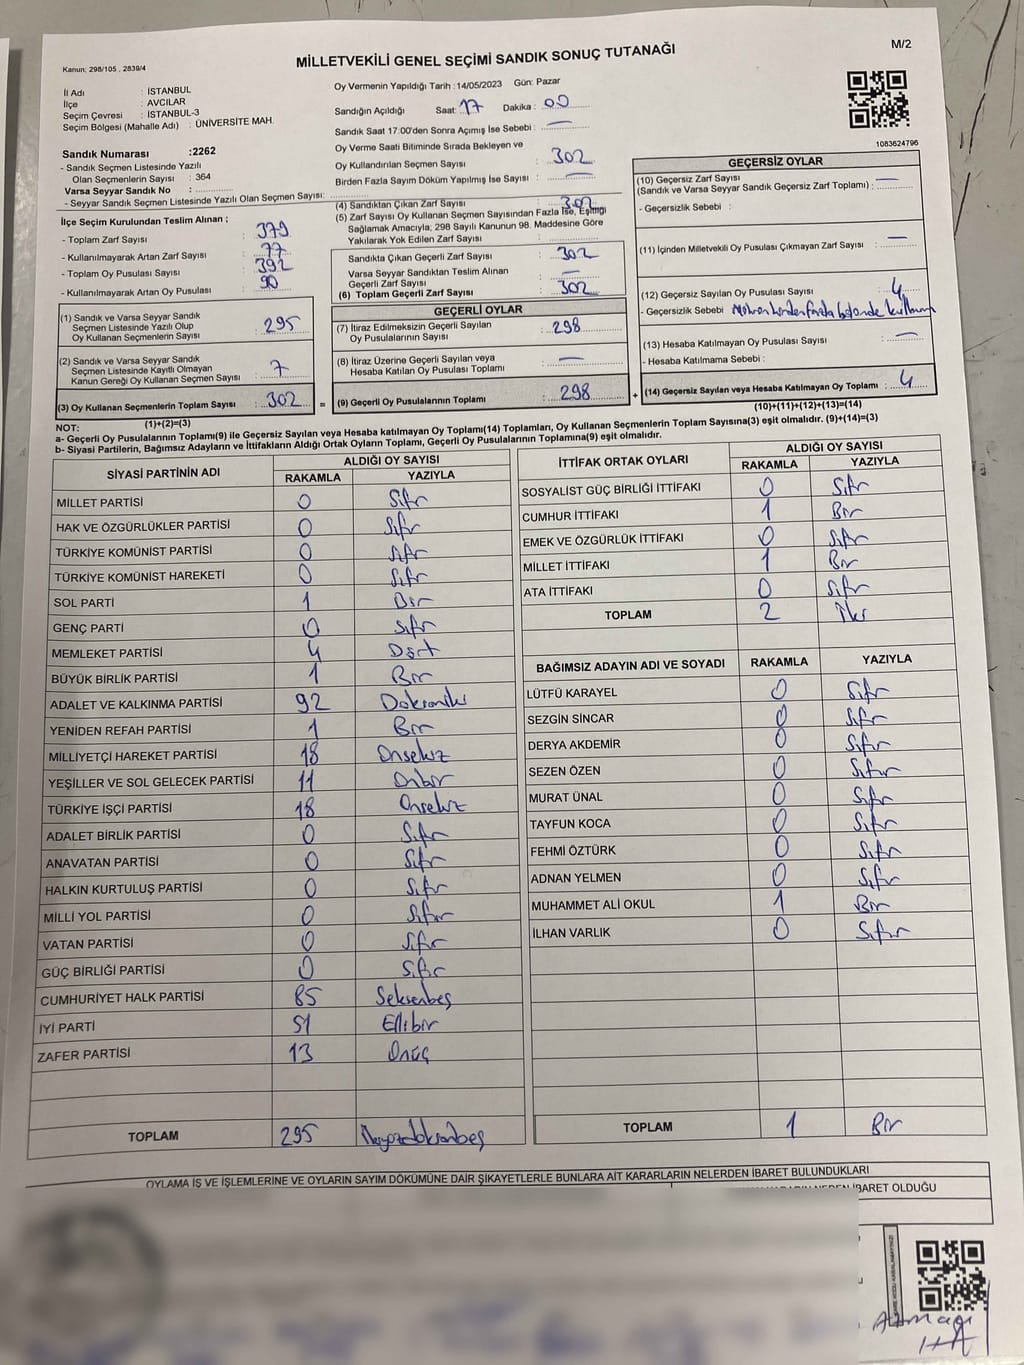 Kanun: 298/105 , 2839/4
MİLLETVEKİLİ GENEL SEÇİMİ SANDIK SONUÇ TUTANAĞI
M/2
İl Adı : İSTANBUL
İlçe : AVCILAR
Seçim Çevresi : İSTANBUL-3
Seçim Bölgesi (Mahalle Adı) : ÜNİVERSİTE MAH.
Sandık Numarası :2262
- Sandık Seçmen Listesinde Yazılı
Olan Seçmenlerin Sayısı : 364
Varsa Seyyar Sandık No :
- Seyyar Sandık Seçmen Listesinde Yazılı Olan Seçmen Sayısı:
İlçe Seçim Kurulundan Teslim Alınan ;
- Toplam Zarf Sayısı : 379
- Kullanılmayarak Artan Zarf Sayısı : 77
- Toplam Oy Pusulası Sayısı : 392
- Kullanılmayarak Artan Oy Pusulası : 90
(1) Sandık ve Varsa Seyyar Sandık
Seçmen Listesinde Yazılı Olup
Oy Kullanan Seçmenlerin Sayısı : 295
(2) Sandık ve Varsa Seyyar Sandık
Seçmen Listesinde Kayıtlı Olmayan
Kanun Gereği Oy Kullanan Seçmen Sayısı : 7
(3) Oy Kullanan Seçmenlerin Toplam Sayısı : 302 =
(1)+(2)=(3)
Oy Vermenin Yapıldığı Tarih : 14/05/2023 Gün: Pazar
Sandığın Açıldığı Saat: 17 Dakika : 00
Sandık Saat 17:00'den Sonra Açımış İse Sebebi : —
Oy Verme Saati Bitiminde Sırada Bekleyen ve
Oy Kullandırılan Seçmen Sayısı : 302
Birden Fazla Sayım Döküm Yapılmış İse Sayısı : —
(4) Sandıktan Çıkan Zarf Sayısı : 302
(5) Zarf Sayısı Oy Kullanan Seçmen Sayısından Fazla İse, Eşitliği
Sağlamak Amacıyla; 298 Sayılı Kanunun 98. Maddesine Göre
Yakılarak Yok Edilen Zarf Sayısı :
Sandıkta Çıkan Geçerli Zarf Sayısı : 302
Varsa Seyyar Sandıktan Teslim Alınan
Geçerli Zarf Sayısı : —
(6) Toplam Geçerli Zarf Sayısı : 302
GEÇERLİ OYLAR
(7) İtiraz Edilmeksizin Geçerli Sayılan
Oy Pusulalarının Sayısı : 298
(8) İtiraz Üzerine Geçerli Sayılan veya
Hesaba Katılan Oy Pusulası Toplamı : —
(9) Geçerli Oy Pusulalarının Toplamı : 298 +
1083624796
GEÇERSİZ OYLAR
(10) Geçersiz Zarf Sayısı : —
(Sandık ve Varsa Seyyar Sandık Geçersiz Zarf Toplamı)
- Geçersizlik Sebebi :
(11) İçinden Milletvekili Oy Pusulası Çıkmayan Zarf Sayısı : —
(12) Geçersiz Sayılan Oy Pusulası Sayısı : 4
- Geçersizlik Sebebi
(13) Hesaba Katılmayan Oy Pusulası Sayısı : —
- Hesaba Katılmama Sebebi :
(14) Geçersiz Sayılan veya Hesaba Katılmayan Oy Toplamı : 4
(10)+(11)+(12)+(13)=(14)
NOT:
a- Geçerli Oy Pusulalarının Toplamı(9) ile Geçersiz Sayılan veya Hesaba katılmayan Oy Toplamı(14) Toplamları, Oy Kullanan Seçmenlerin Toplam Sayısına(3) eşit olmalıdır. (9)+(14)=(3)
b- Siyasi Partilerin, Bağımsız Adayların ve İttifakların Aldığı Ortak Oyların Toplamı, Geçerli Oy Pusulalarının Toplamına(9) eşit olmalıdır.
SİYASİ PARTİNİN ADI ALDIĞI OY SAYISI
RAKAMLA YAZIYLA
MİLLET PARTİSİ 0 Sıfır
HAK VE ÖZGÜRLÜKLER PARTİSİ 0 Sıfır
TÜRKİYE KOMÜNİST PARTİSİ 0 Sıfır
TÜRKİYE KOMÜNİST HAREKETİ 0 Sıfır
SOL PARTİ 1 Bir
GENÇ PARTİ 0 Sıfır
MEMLEKET PARTİSİ 4 Dört
BÜYÜK BİRLİK PARTİSİ 1 Bir
ADALET VE KALKINMA PARTİSİ 92 Doksaniki
YENİDEN REFAH PARTİSİ 1 Bir
MİLLİYETÇİ HAREKET PARTİSİ 18 Onsekiz
YEŞİLLER VE SOL GELECEK PARTİSİ 11 Onbir
TÜRKİYE İŞÇİ PARTİSİ 18 Onsekiz
ADALET BİRLİK PARTİSİ 0 Sıfır
ANAVATAN PARTİSİ 0 Sıfır
HALKIN KURTULUŞ PARTİSİ 0 Sıfır
MİLLİ YOL PARTİSİ 0 Sıfır
VATAN PARTİSİ 0 Sıfır
GÜÇ BİRLİĞİ PARTİSİ 0 Sıfır
CUMHURİYET HALK PARTİSİ 85 Seksenbeş
İYİ PARTİ 51 Ellibir
ZAFER PARTİSİ 13 Onüç
TOPLAM 295 İkiyüzdoksanbeş
İTTİFAK ORTAK OYLARI ALDIĞI OY SAYISI
RAKAMLA YAZIYLA
SOSYALİST GÜÇ BİRLİĞİ İTTİFAKI 0 Sıfır
CUMHUR İTTİFAKI 1 Bir
EMEK VE ÖZGÜRLÜK İTTİFAKI 0 Sıfır
MİLLET İTTİFAKI 1 Bir
ATA İTTİFAKI 0 Sıfır
TOPLAM 2 İki
BAĞIMSIZ ADAYIN ADI VE SOYADI RAKAMLA YAZIYLA
LÜTFÜ KARAYEL 0 Sıfır
SEZGİN SİNCAR 0 Sıfır
DERYA AKDEMİR 0 Sıfır
SEZEN ÖZEN 0 Sıfır
MURAT ÜNAL 0 Sıfır
TAYFUN KOCA 0 Sıfır
FEHMİ ÖZTÜRK 0 Sıfır
ADNAN YELMEN 0 Sıfır
MUHAMMET ALİ OKUL 1 Bir
İLHAN VARLIK 0 Sıfır
TOPLAM 1 Bir
OYLAMA İŞ VE İŞLEMLERİNE VE OYLARIN SAYIM DÖKÜMÜNE DAİR ŞİKAYETLERLE BUNLARA AİT KARARLARIN NELERDEN İBARET BULUNDUKLARI
İBARET OLDUĞU